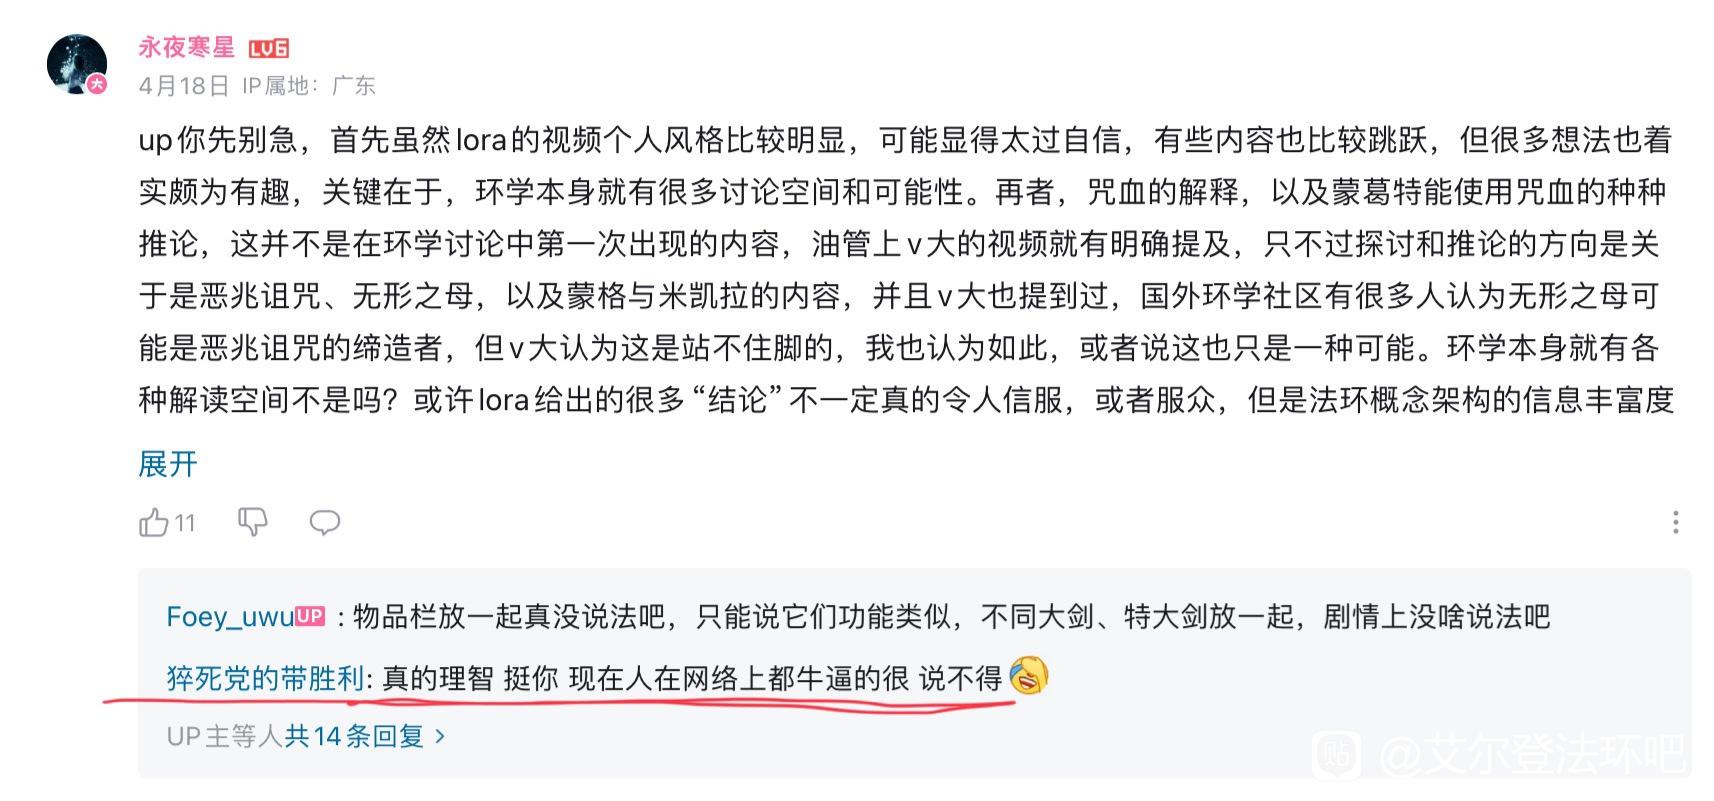 永夜寒星 LV6
4月18日 IP属地：广东
up你先别急，首先虽然lora的视频个人风格比较明显，可能显得太过自信，有些内容也比较跳跃，但很多想法也着
实颇为有趣，关键在于，环学本身就有很多讨论空间和可能性。再者，咒血的解释，以及蒙葛特能使用咒血的种种
推论，这并不是在环学讨论中第一次出现的内容，油管上v大的视频就有明确提及，只不过探讨和推论的方向是关
于是恶兆诅咒、无形之母，以及蒙格与米凯拉的内容，并且v大也提到过，国外环学社区有很多人认为无形之母可
能是恶兆诅咒的缔造者，但v大认为这是站不住脚的，我也认为如此，或者说这也只是一种可能。环学本身就有各
种解读空间不是吗？或许lora给出的很多“结论”不一定真的令人信服，或者服众，但是法环概念架构的信息丰富度
展开
11
Foey_uwu UP：物品栏放一起真没说法吧，只能说它们功能类似，不同大剑、特大剑放一起，剧情上没啥说法吧
猝死党的带胜利: 真的理智 挺你 现在人在网络上都牛逼的很 说不得
UP主等人共14条回复 >
贴 @艾尔登法环吧